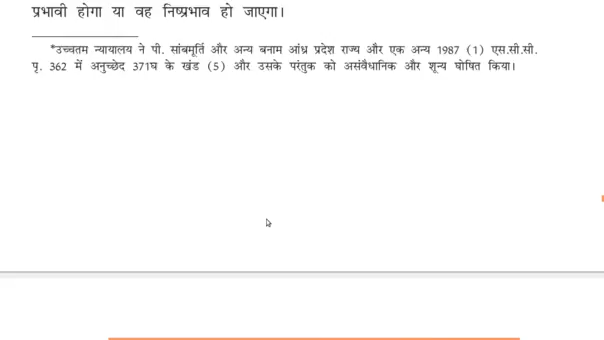 प्रभावी होगा या वह निष्प्रभाव हो जाएगा।
*उच्चतम न्यायालय ने पी. सांबमूर्ति और अन्य बनाम आंध्र प्रदेश राज्य और एक अन्य 1987 (1) एस.सी.सी.
पृ. 362 में अनुच्छेद 371घ के खंड (5) और उसके परंतुक को असंवैधानिक और शून्य घोषित किया।